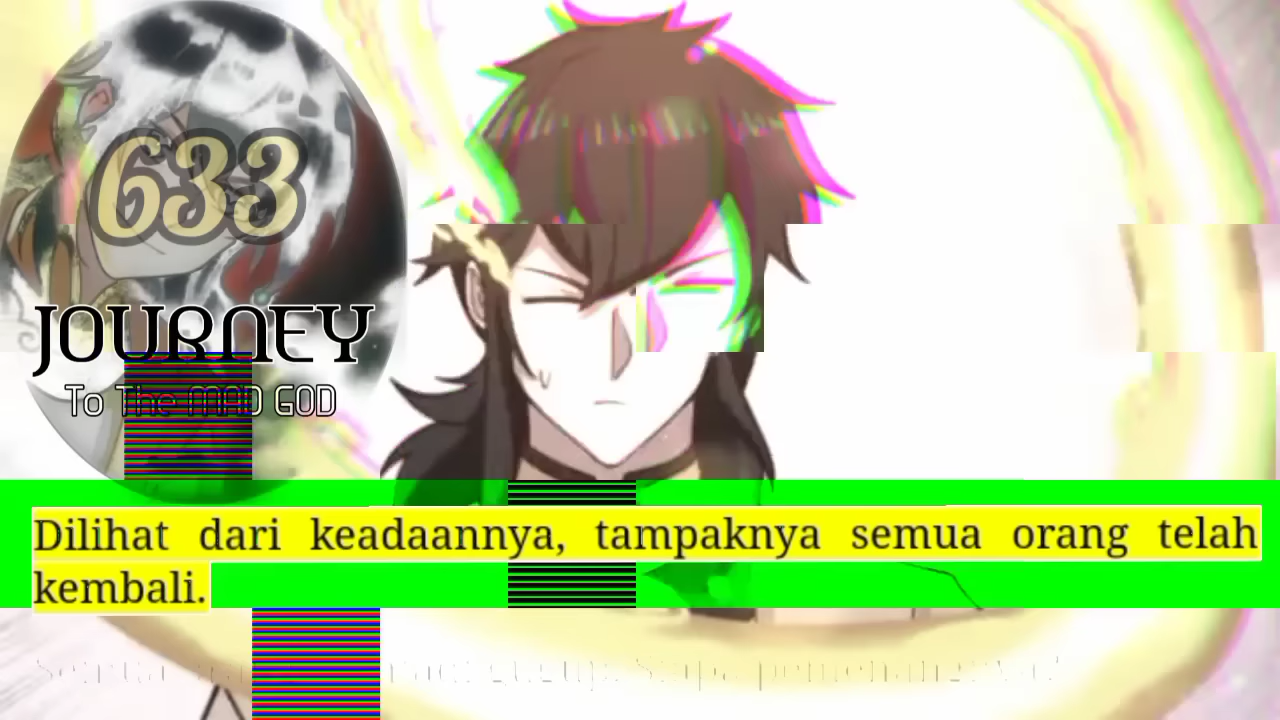 633
JOURNEY
To The MAD GOD
Dilihat dari keadaannya, tampaknya semua orang telah
kembali.